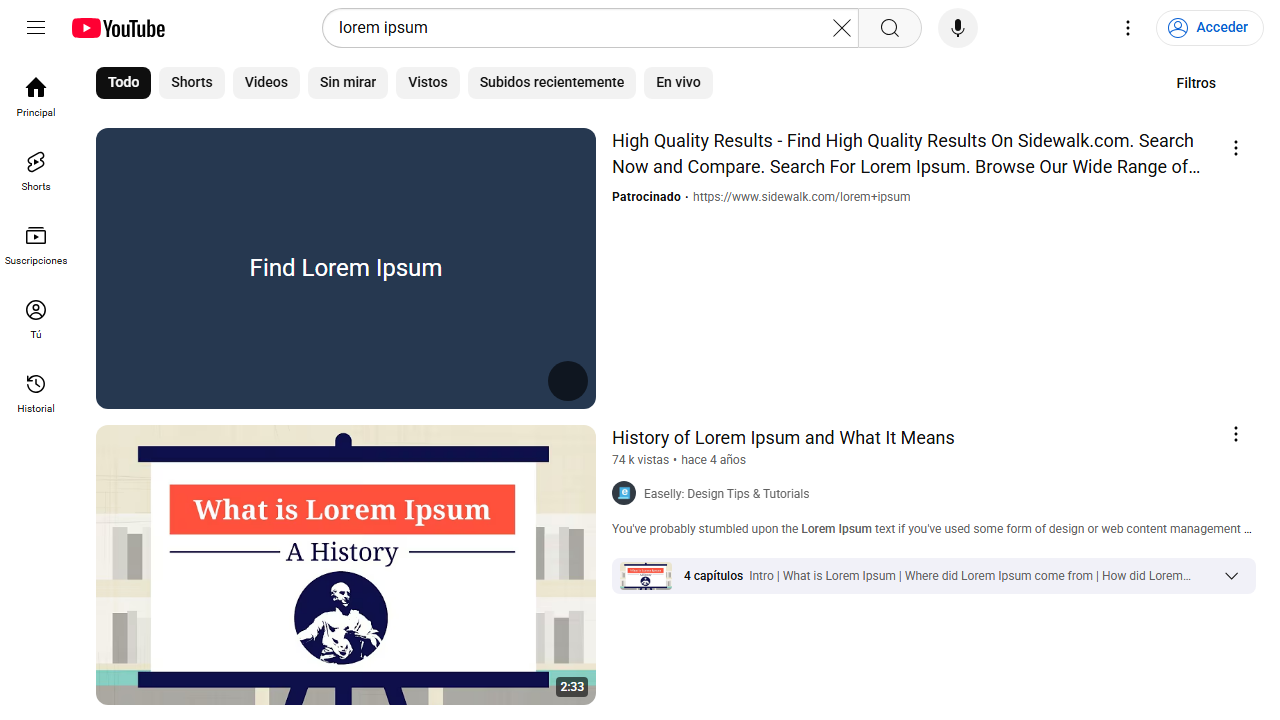 YouTube
lorem ipsum
Acceder
Todo
Shorts
Videos
Sin mirar
Vistos
Subidos recientemente
En vivo
Filtros
Principal
Shorts
Suscripciones
Tú
Historial
Find Lorem Ipsum
High Quality Results - Find High Quality Results On Sidewalk.com. Search
Now and Compare. Search For Lorem Ipsum. Browse Our Wide Range of…
Patrocinado · https://www.sidewalk.com/lorem+ipsum
What is Lorem Ipsum
A History
2:33
History of Lorem Ipsum and What It Means
74 k vistas • hace 4 años
Easelly: Design Tips & Tutorials
You've probably stumbled upon the Lorem Ipsum text if you've used some form of design or web content management ...
4 capítulos Intro | What is Lorem Ipsum | Where did Lorem Ipsum come from | How did Lorem…